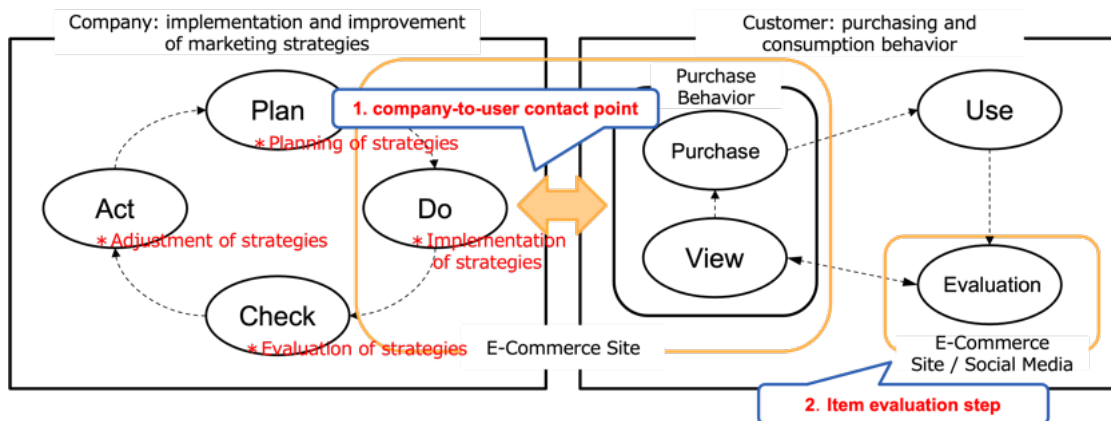 Company: implementation and improvement
of marketing strategies
Customer: purchasing and
consumption behavior
Plan
*Planning of strategies
1. company-to-user contact point
Purchase
Behavior
Purchase
Use
Act
*Adjustment of strategies
Do
*Implementation
of strategies
View
Evaluation
Check
*Evaluation of strategies
E-Commerce Site
E-Commerce
Site / Social Media
2. Item evaluation step